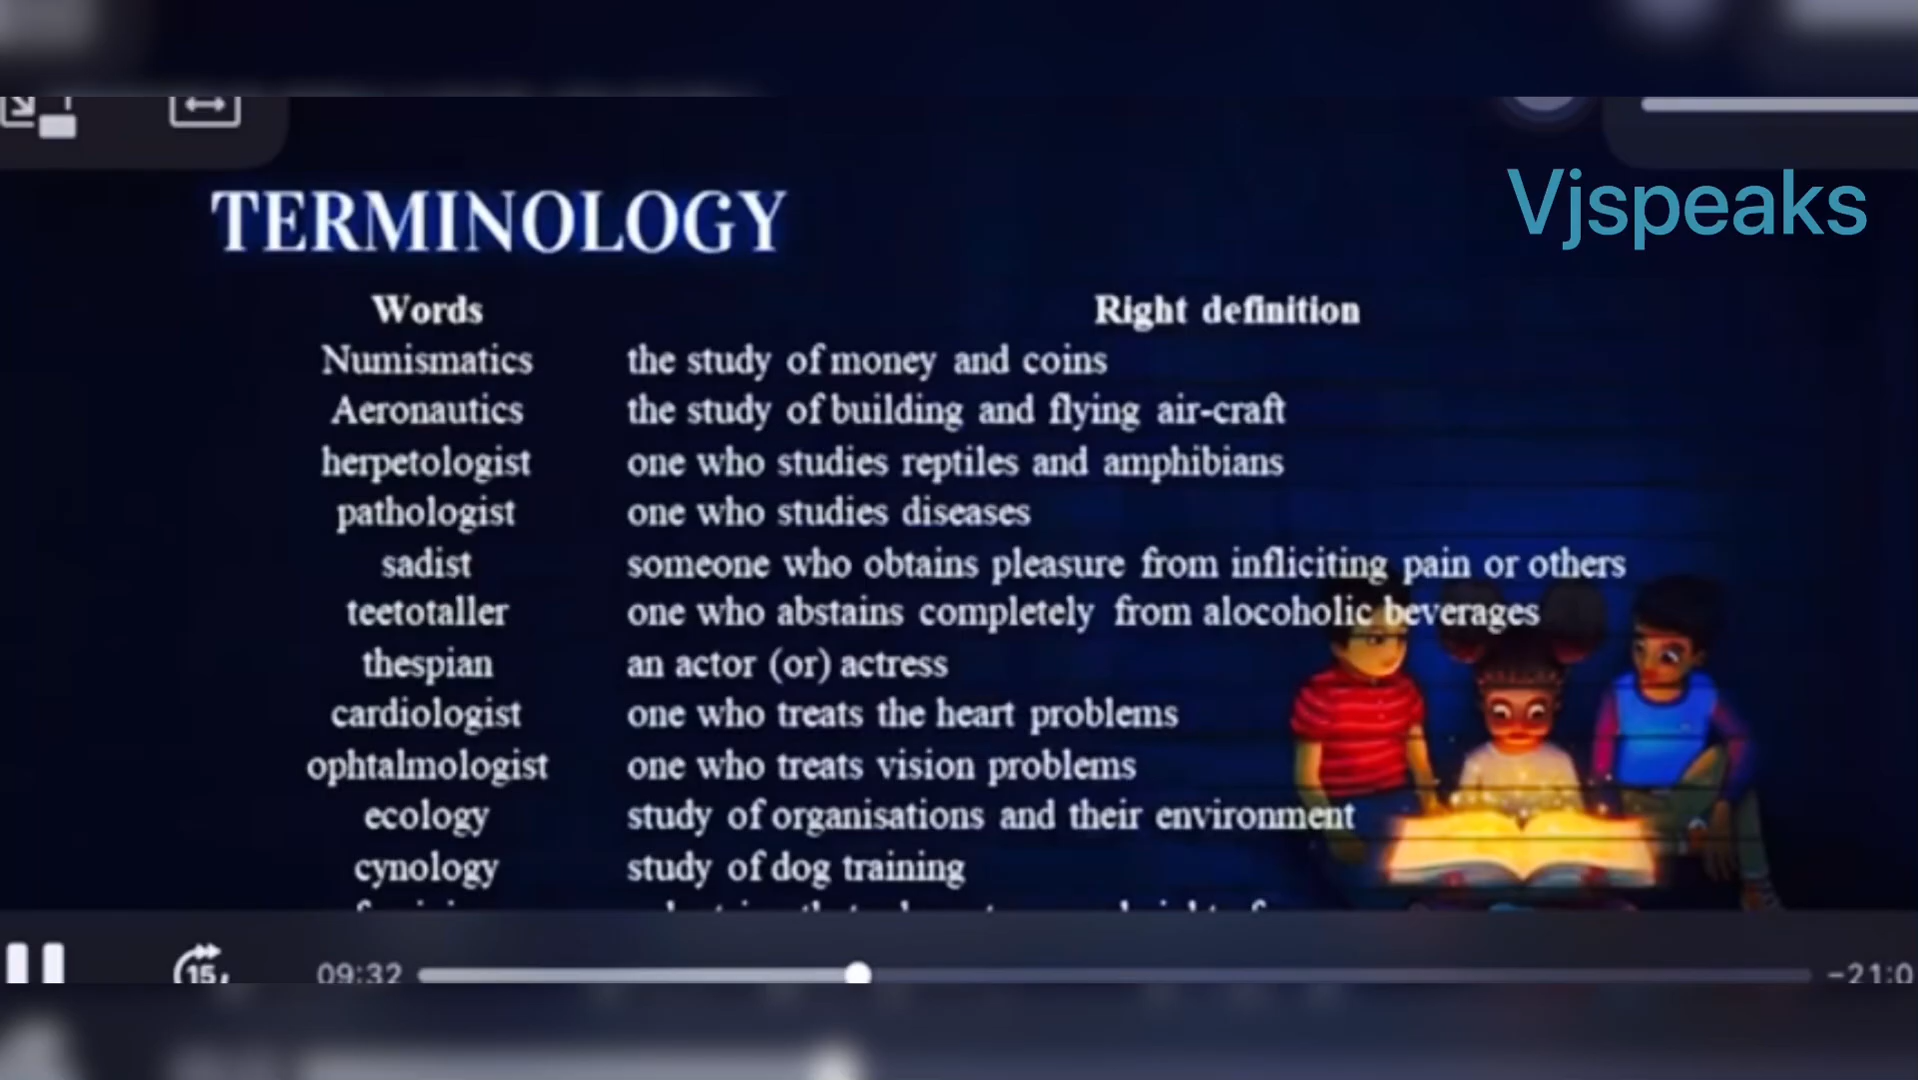 Vjspeaks
TERMINOLOGY
Words Right definition
Numismatics the study of money and coins
Aeronautics the study of building and flying air-craft
herpetologist one who studies reptiles and amphibians
pathologist one who studies diseases
sadist someone who obtains pleasure from infliciting pain or others
teetotaller one who abstains completely from alocoholic beverages
thespian an actor (or) actress
cardiologist one who treats the heart problems
ophtalmologist one who treats vision problems
ecology study of organisations and their environment
cynology study of dog training
15 09:32 -21:0